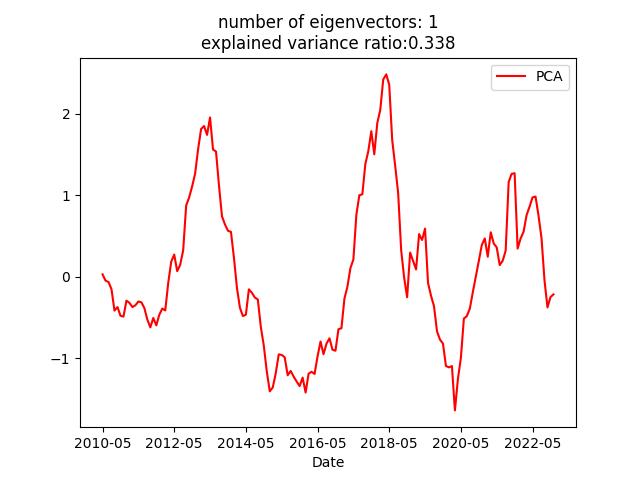 number of eigenvectors: 1
explained variance ratio:0.338
PCA
2
1
0
−1
2010-05 2012-05 2014-05 2016-05 2018-05 2020-05 2022-05
Date